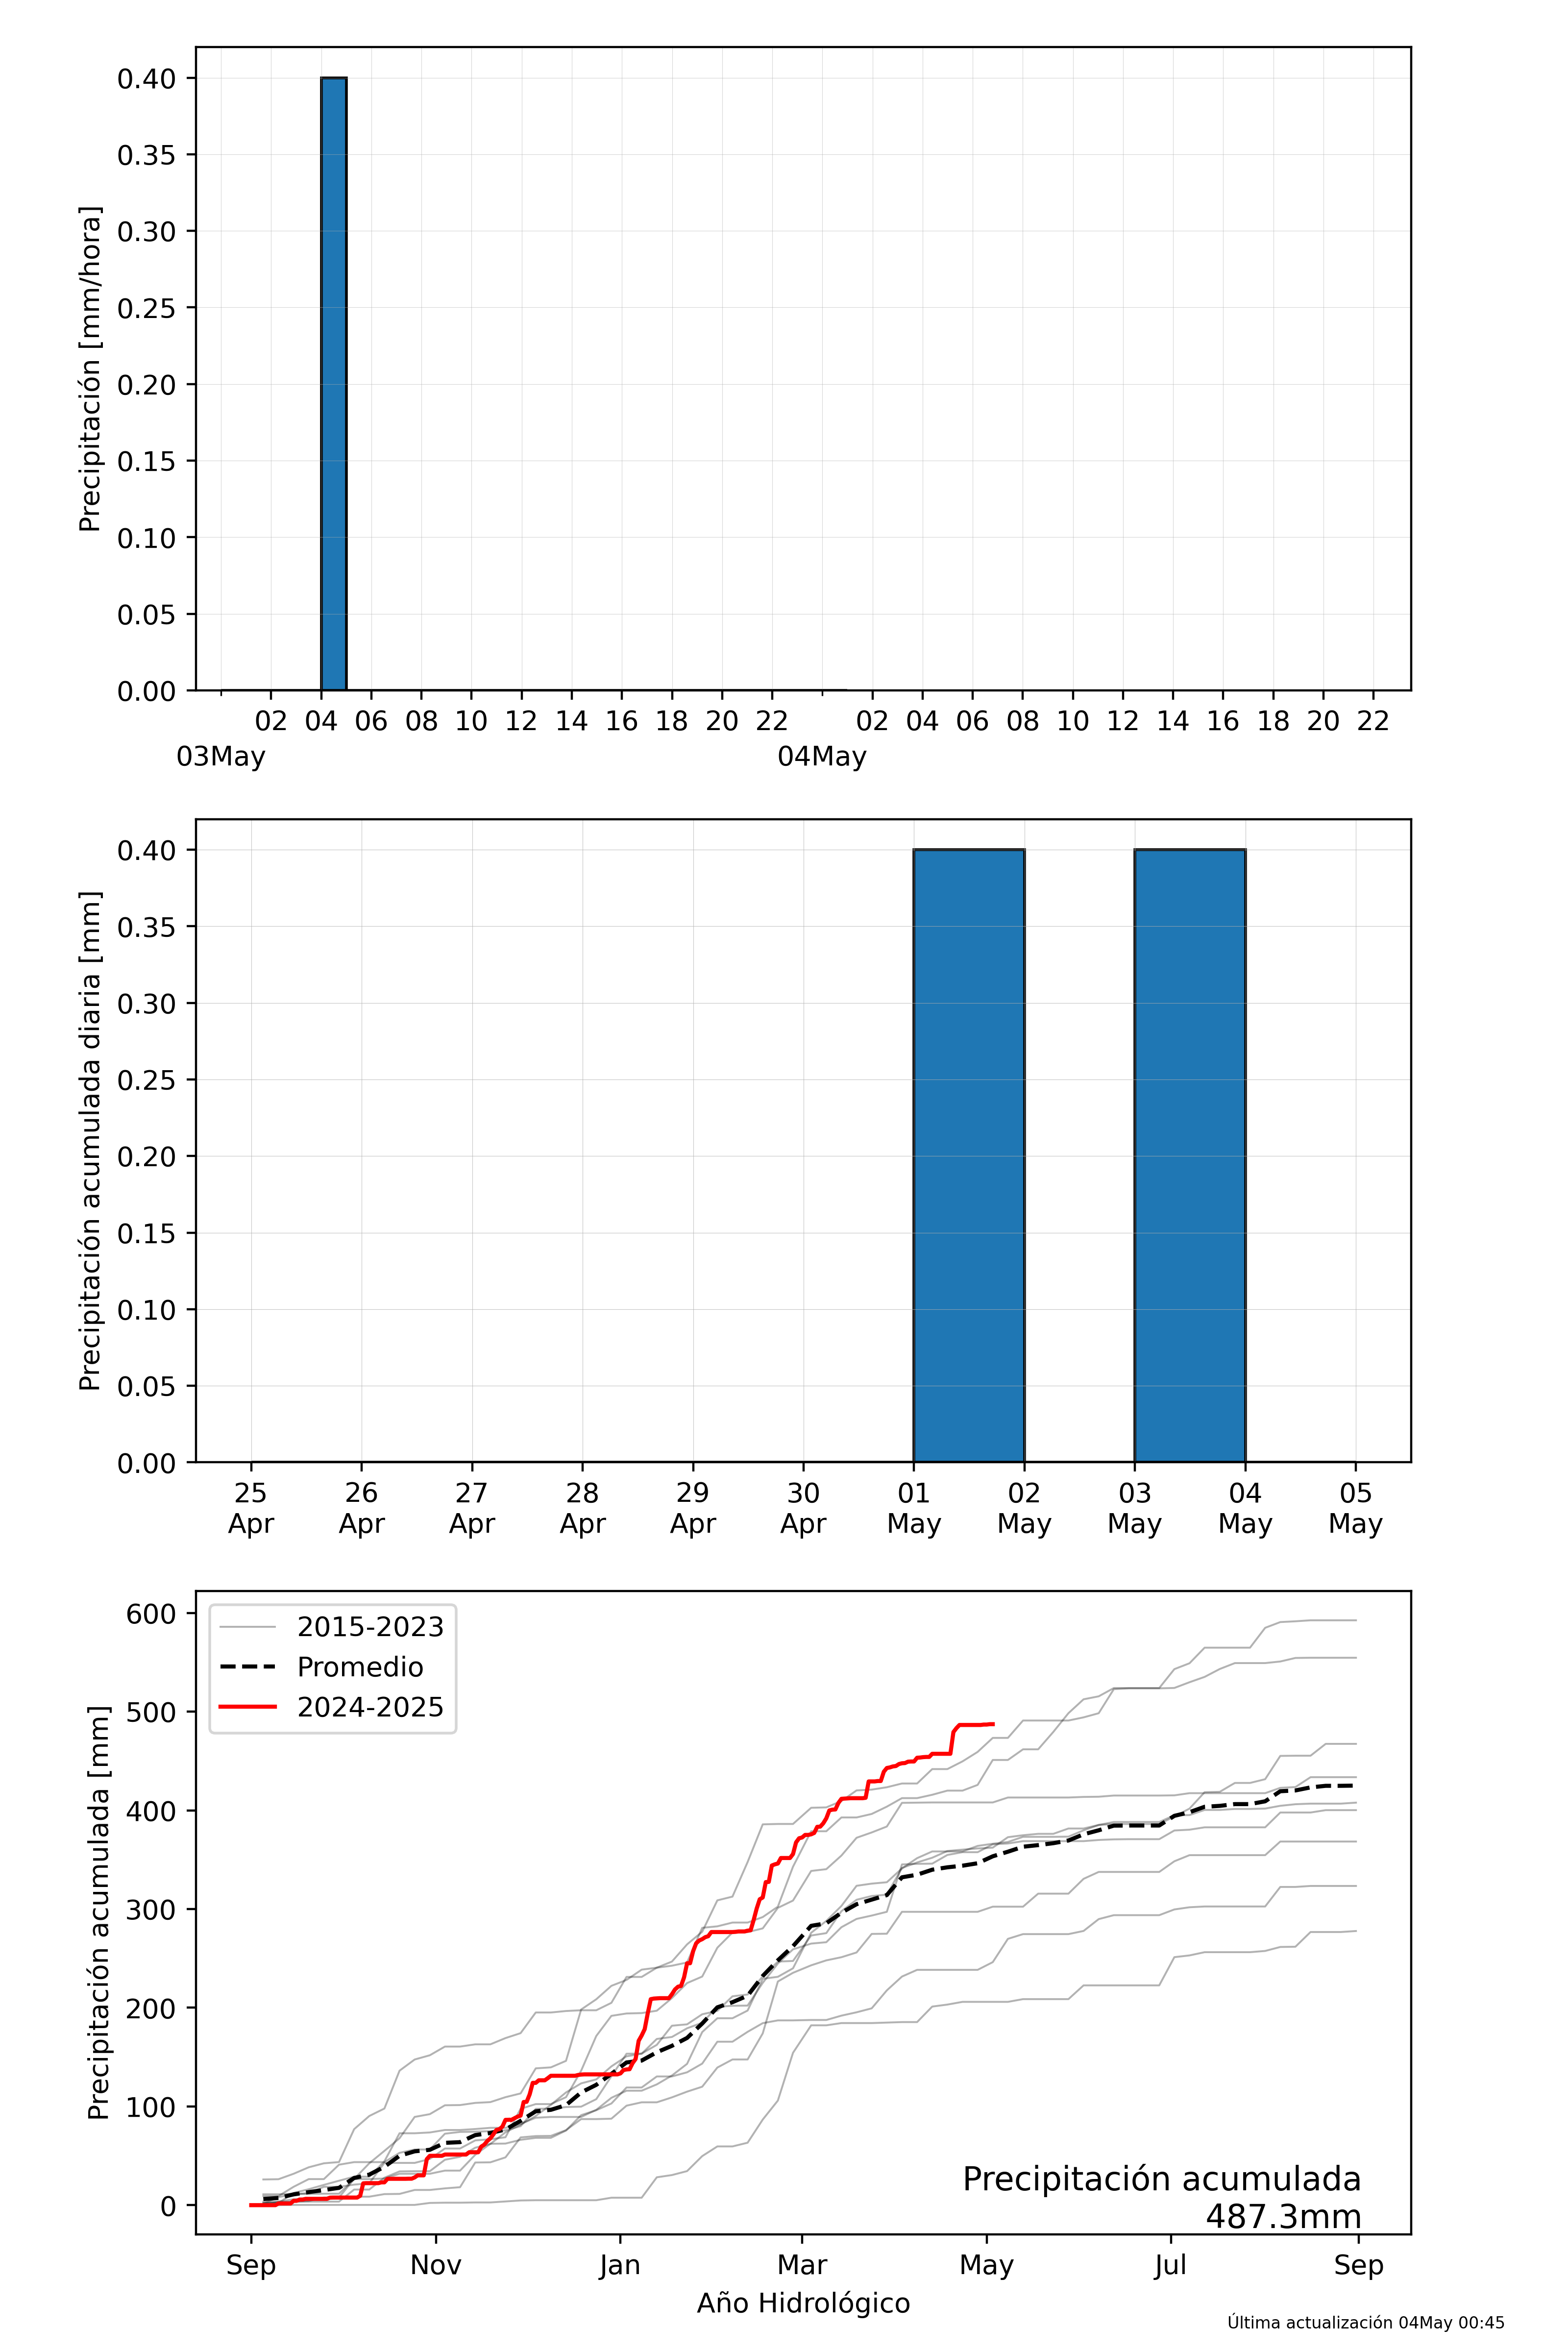 0.40
0.35
0.30
0.25
0.20
0.15
0.10
0.05
0.00
Precipitación [mm/hora]
02 04 06 08 10 12 14 16 18 20 22 02 04 06 08 10 12 14 16 18 20 22
03May 04May
0.40
0.35
0.30
0.25
0.20
0.15
0.10
0.05
0.00
Precipitación acumulada diaria [mm]
25 26 27 28 29 30 01 02 03 04 05
Apr Apr Apr Apr Apr Apr May May May May May
600
500
400
300
200
100
0
Precipitación acumulada [mm]
2015-2023
Promedio
2024-2025
Precipitación acumulada
487.3mm
Sep Nov Jan Mar May Jul Sep
Año Hidrológico
Última actualización 04May 00:45